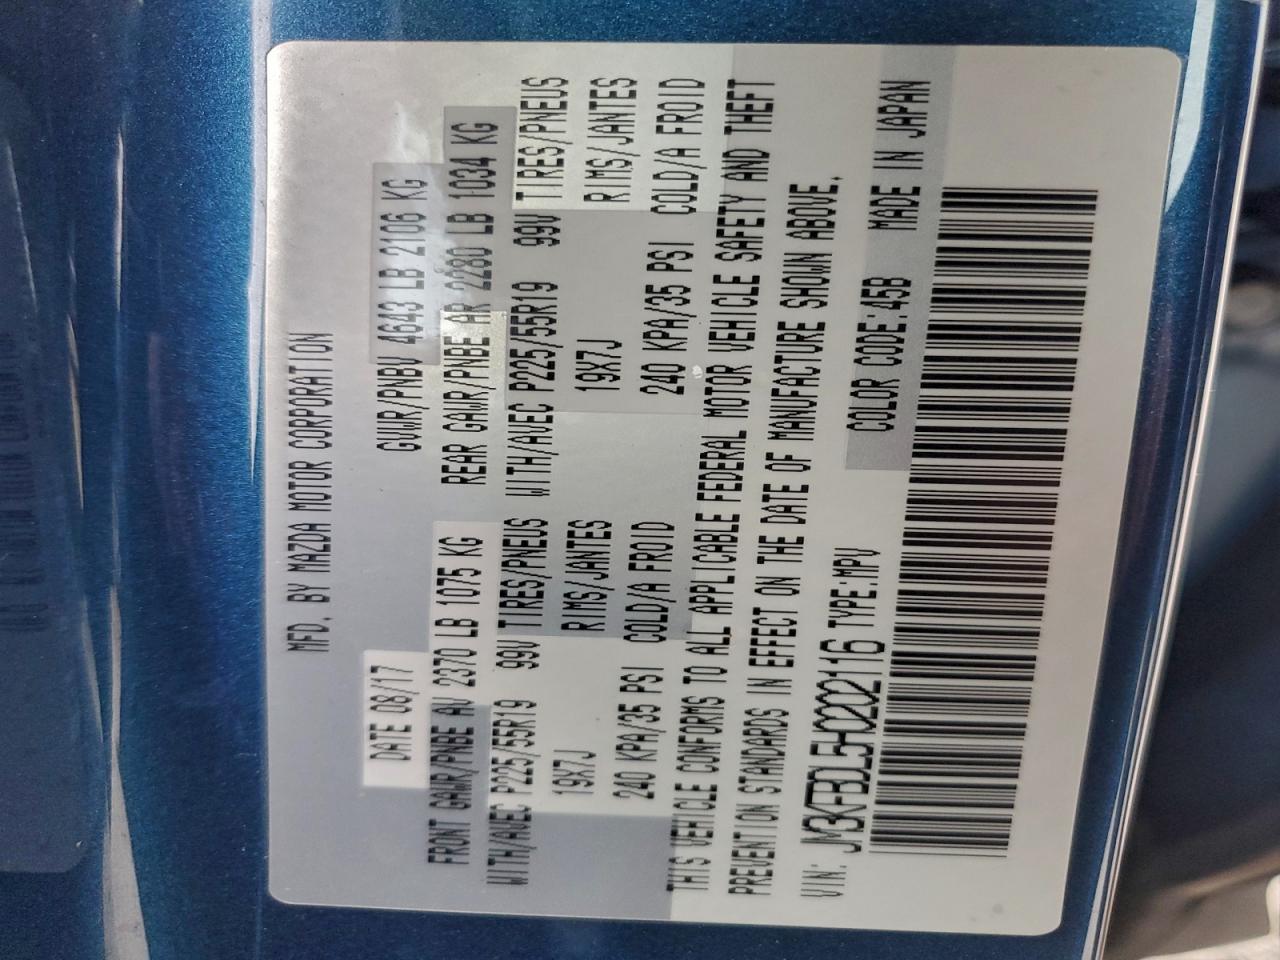 MFD. BY MAZDA MOTOR CORPORATION
DATE 08/17 GVWR/PNBV 4643 LB 2106 KG
FRONT GAWR/PNBE AV 2370 LB 1075 KG REAR GAWR/PNBE AR 2280 LB 1034 KG
WITH/AVEC P225/55R19 99V TIRES/PNEUS WITH/AVEC P225/55R19 99V TIRES/PNEUS
19X7J RIMS/JANTES 19X7J RIMS/JANTES
240 KPA/35 PSI COLD/A FROID 240 KPA/35 PSI COLD/A FROID
THIS VEHICLE CONFORMS TO ALL APPLICABLE FEDERAL MOTOR VEHICLE SAFETY AND THEFT
PREVENTION STANDARDS IN EFFECT ON THE DATE OF MANUFACTURE SHOWN ABOVE.
VIN: JM3KFBDL5H0202116 TYPE:MPV COLOR CODE:45B MADE IN JAPAN